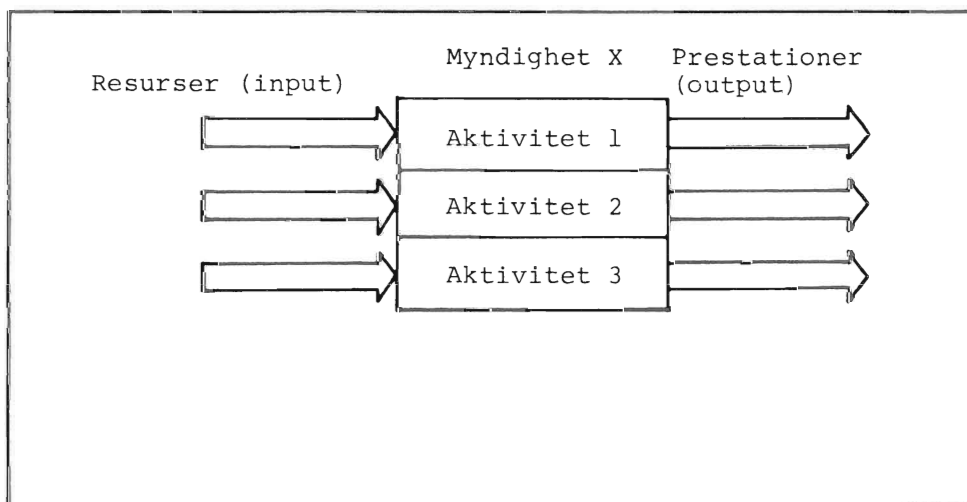 Myndighet X
Prestationer
(output)
Resurser (input)
Aktivitet 1
Aktivitet 2
Aktivitet 3